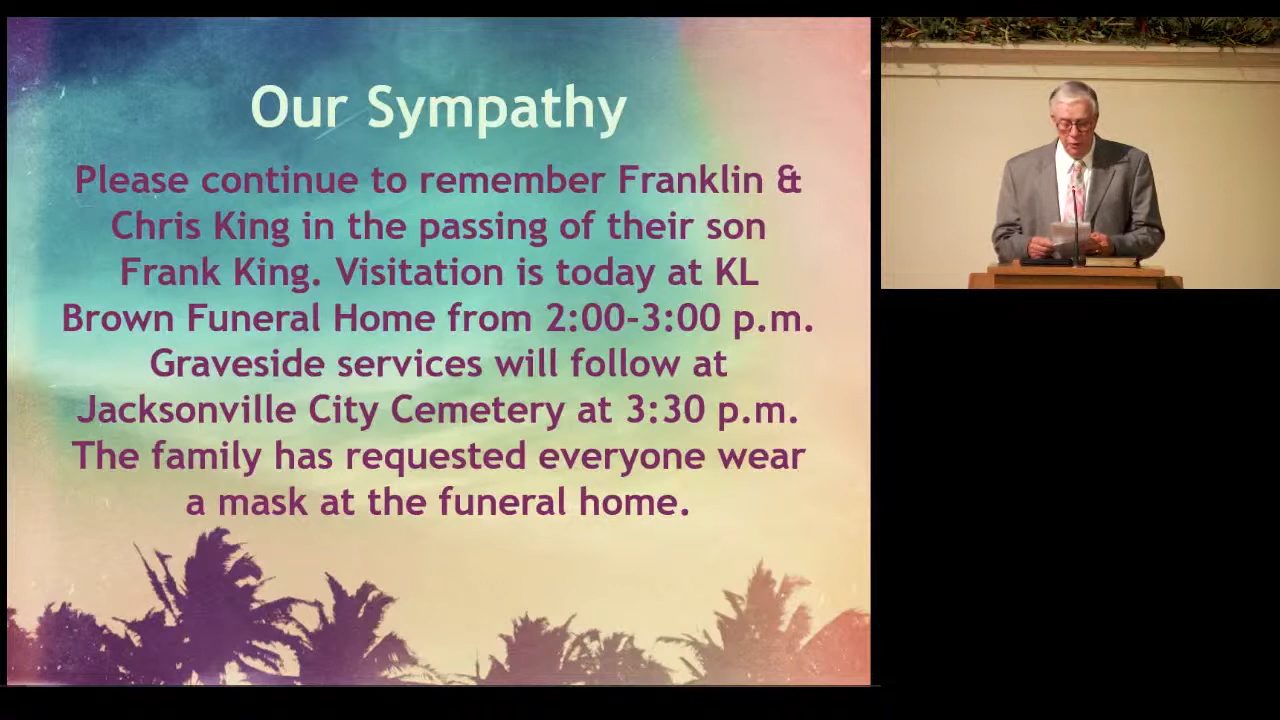 Our Sympathy
Please continue to remember Franklin &
Chris King in the passing of their son
Frank King. Visitation is today at KL
Brown Funeral Home from 2:00-3:00 p.m.
Graveside services will follow at
Jacksonville City Cemetery at 3:30 p.m.
The family has requested everyone wear
a mask at the funeral home.